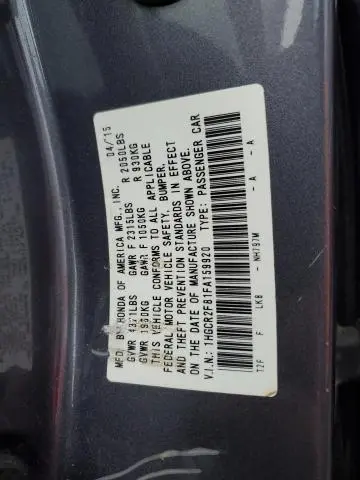 MFD. BY HONDA OF AMERICA MFG., INC. 04/15
GVWR 4371LBS GAWR F 2315LBS R 2050LBS
GVWR 1980KG GAWR F 1050KG R 930KG
THIS VEHICLE CONFORMS TO ALL APPLICABLE
FEDERAL MOTOR VEHICLE SAFETY, BUMPER,
AND THEFT PREVENTION STANDARDS IN EFFECT
ON THE DATE OF MANUFACTURE SHOWN ABOVE.
V.I.N.: 1HGCR2F81FA159920 TYPE: PASSENGER CAR
F LKB - NH797M - A - A
T2F